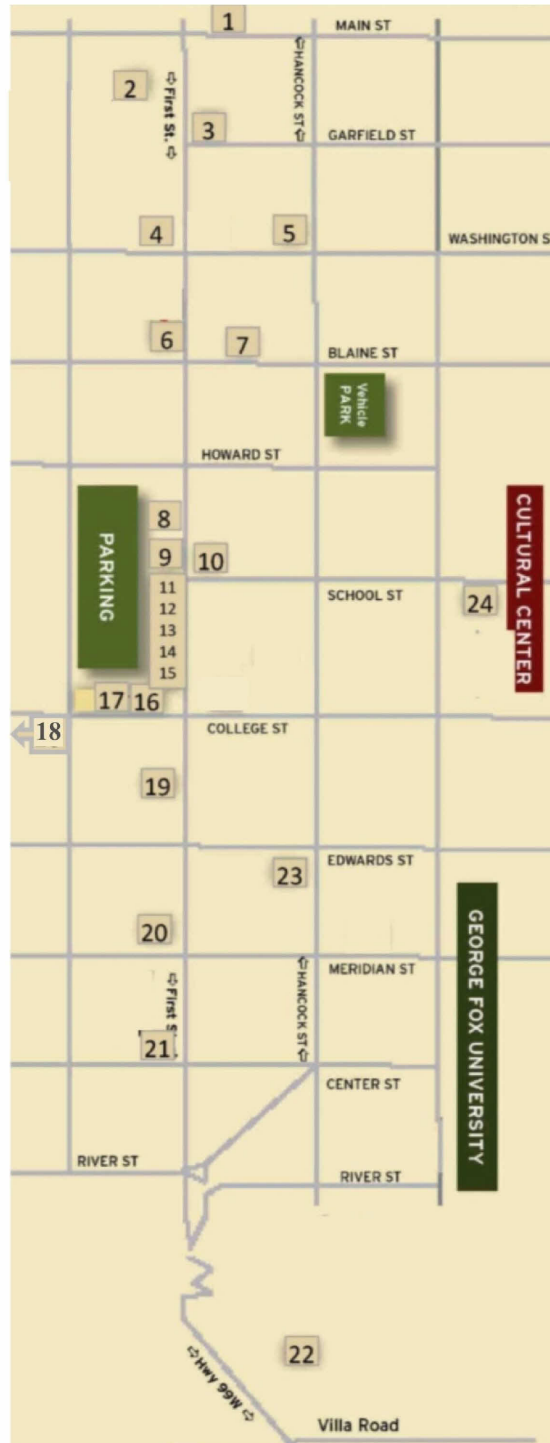 1
MAIN ST
2
⇨First St.⇨
⇦HANCOCK ST⇦
3
GARFIELD ST
4
5
WASHINGTON S
6
7
BLAINE ST
Vehicle
PARK
HOWARD ST
PARKING
8
9
10
CULTURAL CENTER
11
12
13
14
15
SCHOOL ST
24
17
16
18
COLLEGE ST
19
EDWARDS ST
23
20
GEORGE FOX UNIVERSITY
MERIDIAN ST
⇨First S
⇦HANCOCK ST⇦
21
CENTER ST
RIVER ST
RIVER ST
22
⇨Hwy 99W⇨
Villa Road